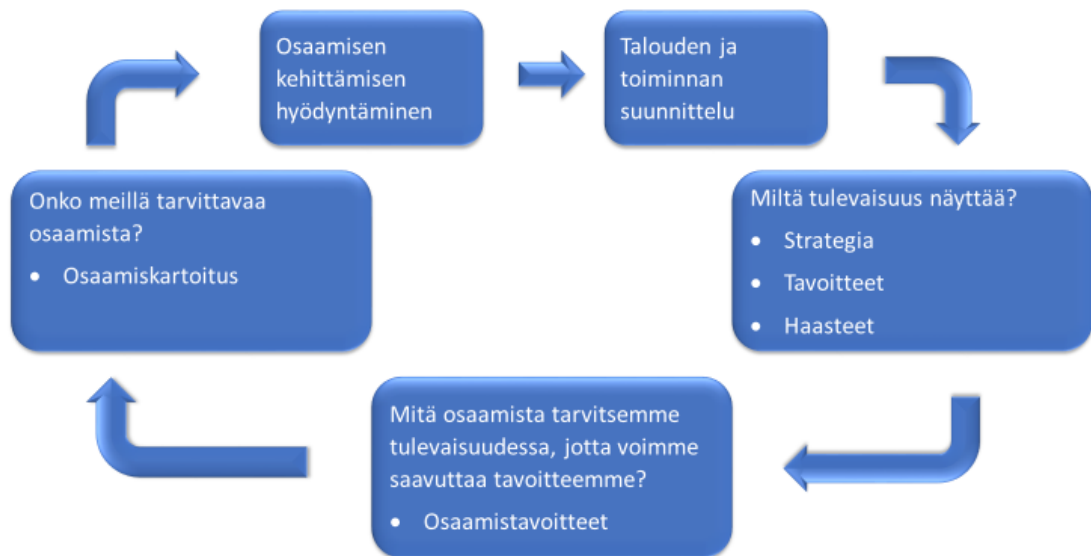 Osaamisen
kehittämisen
hyödyntäminen
Talouden ja
toiminnan
suunnittelu
Onko meillä tarvittavaa
osaamista?
• Osaamiskartoitus
Miltä tulevaisuus näyttää?
• Strategia
• Tavoitteet
• Haasteet
Mitä osaamista tarvitsemme
tulevaisuudessa, jotta voimme
saavuttaa tavoitteemme?
• Osaamistavoitteet